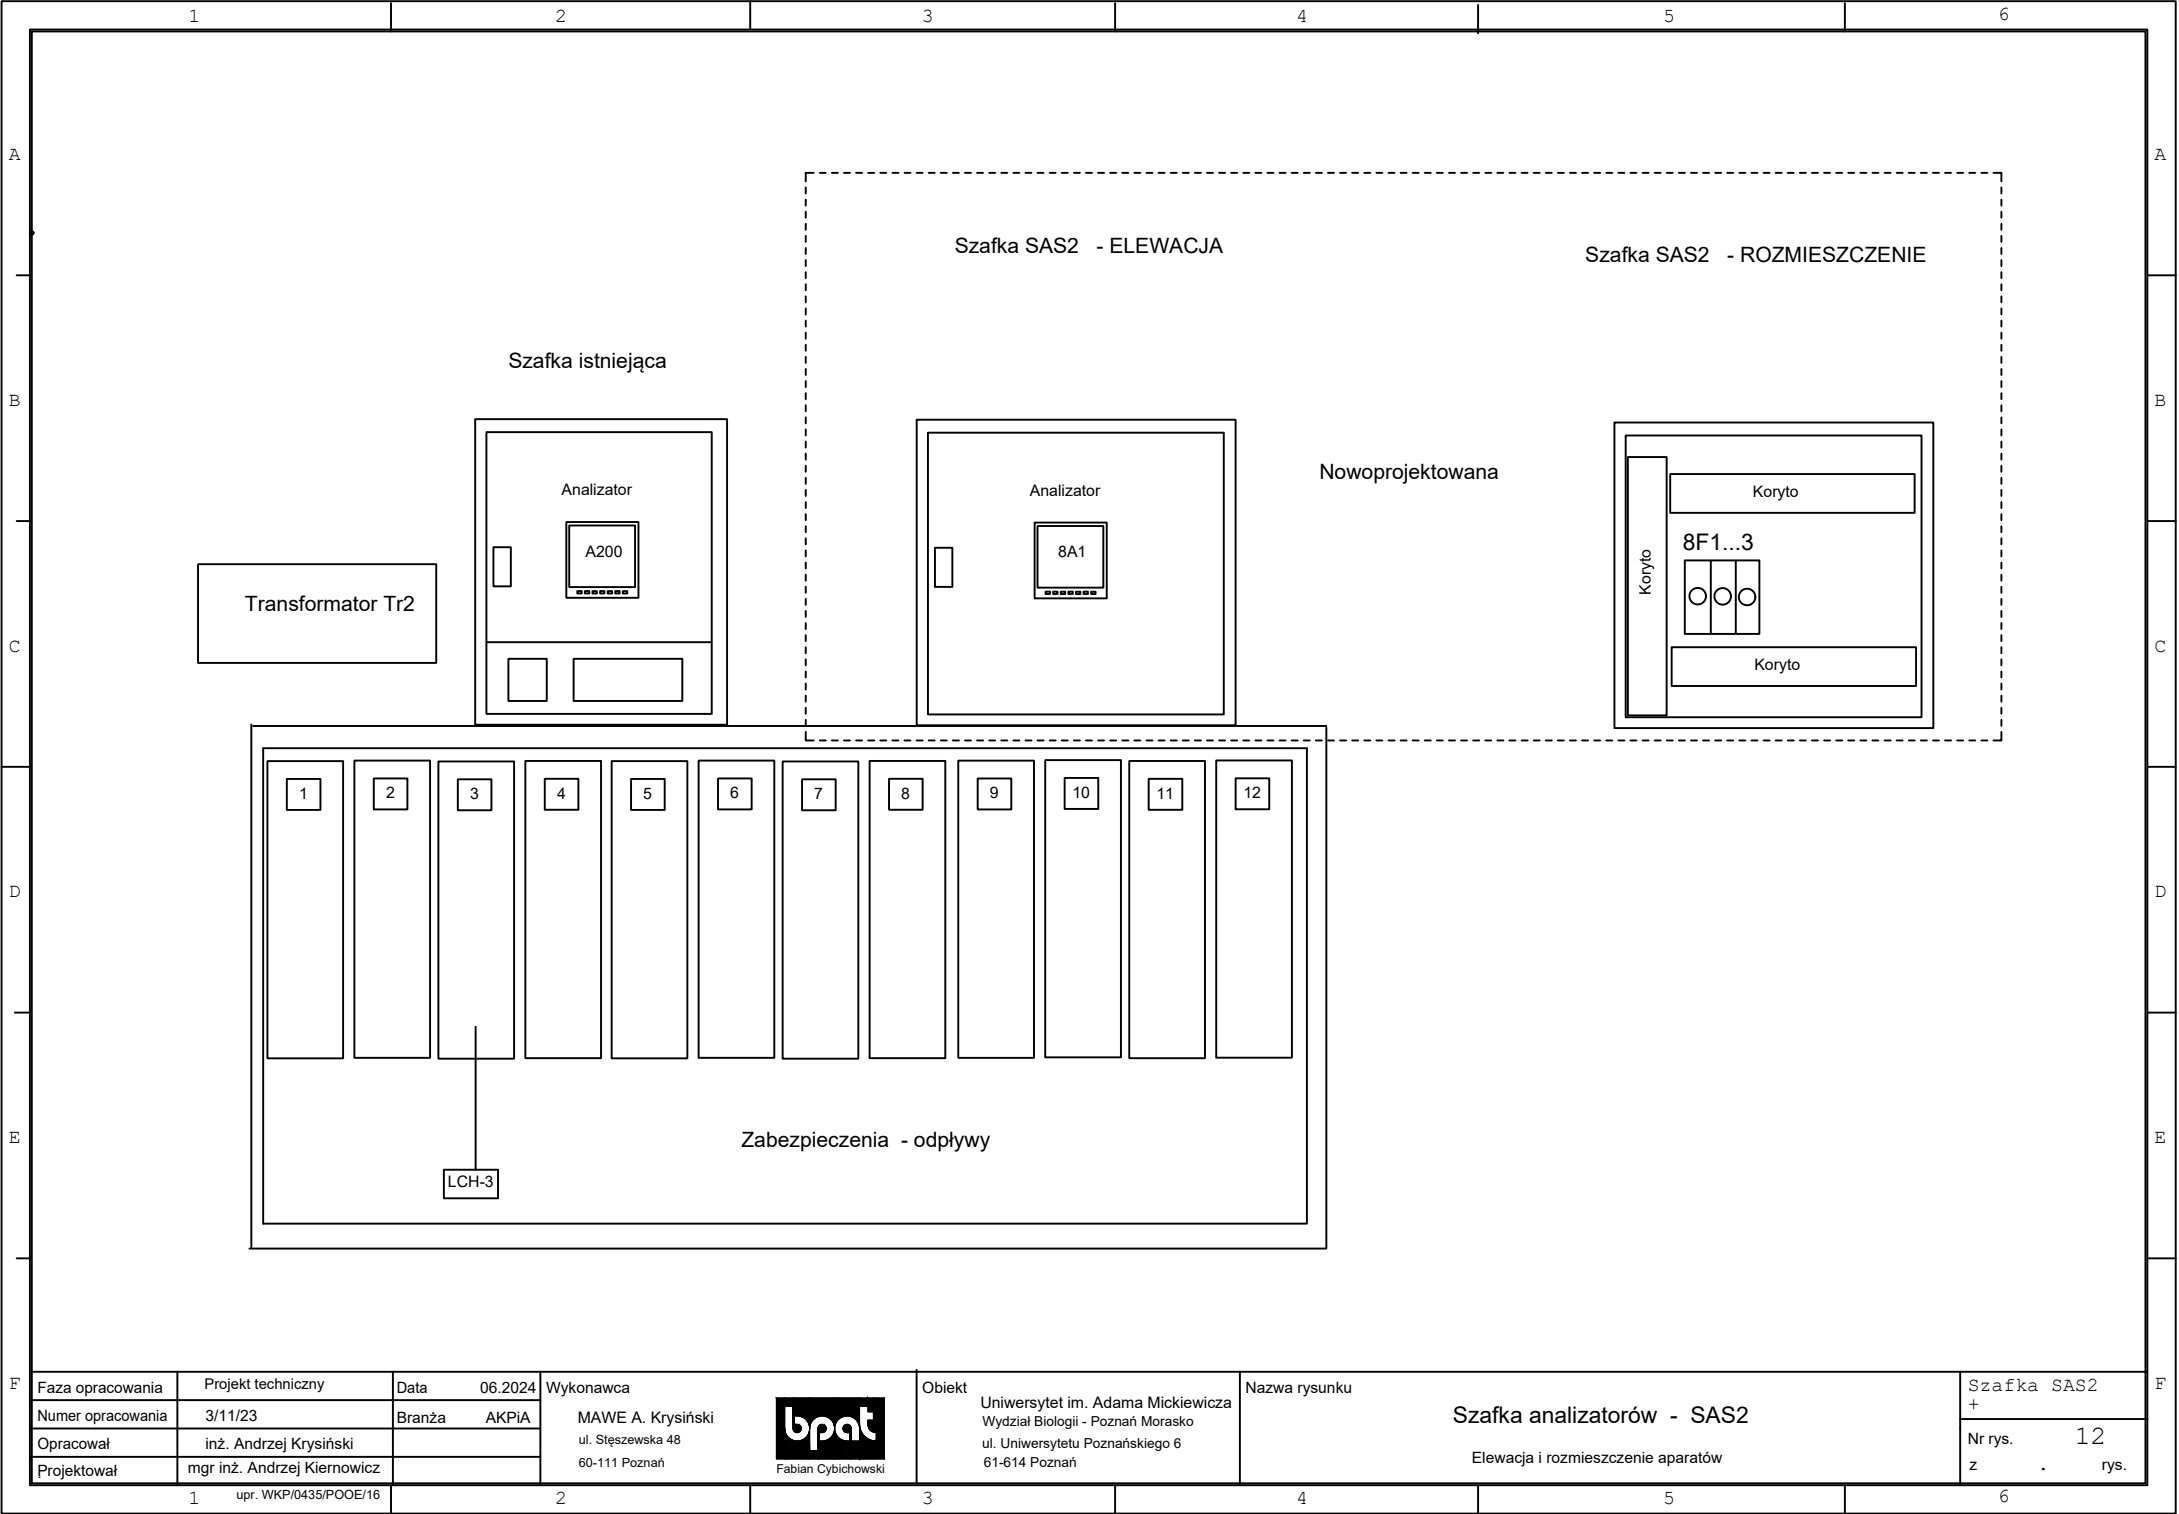 1 2 3 4 5 6
A A
Szafka SAS2 - ELEWACJA
Szafka SAS2 - ROZMIESZCZENIE
Szafka istniejąca
B B
Nowoprojektowana
Analizator
Analizator
Koryto
A200
8A1
8F1...3
Koryto
Transformator Tr2
C C
Koryto
1 2 3 4 5 6 7 8 9 10 11 12
D D
E E
Zabezpieczenia - odpływy
LCH-3
F F
Faza opracowania Projekt techniczny
Numer opracowania 3/11/23
Opracował inż. Andrzej Krysiński
Projektował mgr inż. Andrzej Kiernowicz
upr. WKP/0435/POOE/16
Data 06.2024
Branża AKPiA
Wykonawca
MAWE A. Krysiński
ul. Stęszewska 48
60-111 Poznań
bpat
Fabian Cybichowski
Obiekt
Uniwersytet im. Adama Mickiewicza
Wydział Biologii - Poznań Morasko
ul. Uniwersytetu Poznańskiego 6
61-614 Poznań
Nazwa rysunku
Szafka analizatorów - SAS2
Elewacja i rozmieszczenie aparatów
Szafka SAS2
+
Nr rys. 12
z . rys.
1 2 3 4 5 6